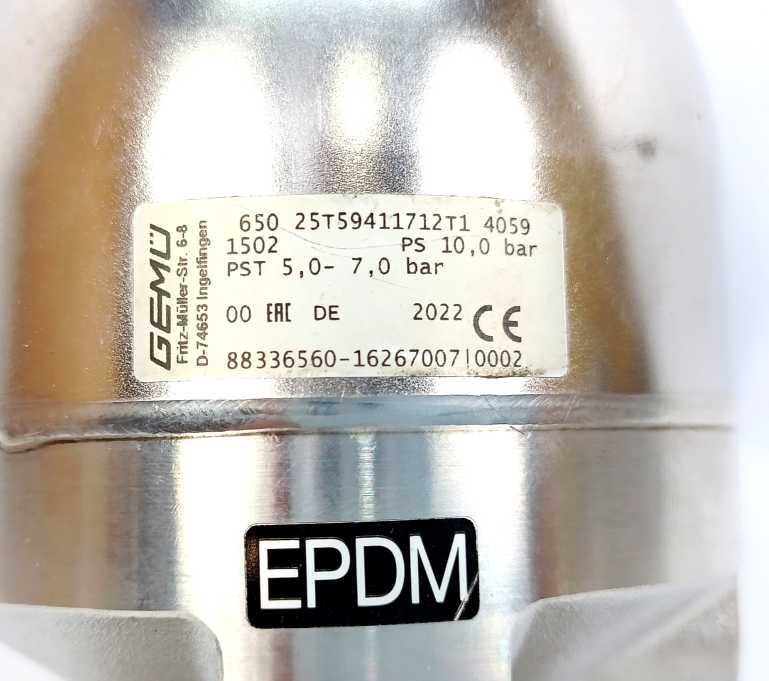 GEMÜ
Fritz-Müller-Str. 6-8
D-74653 Ingelfingen
650 25T59411712T1 4059
1502 PS 10,0 bar
PST 5,0- 7,0 bar
00 EAC DE 2022 CE
88336560-16267007|0002
EPDM